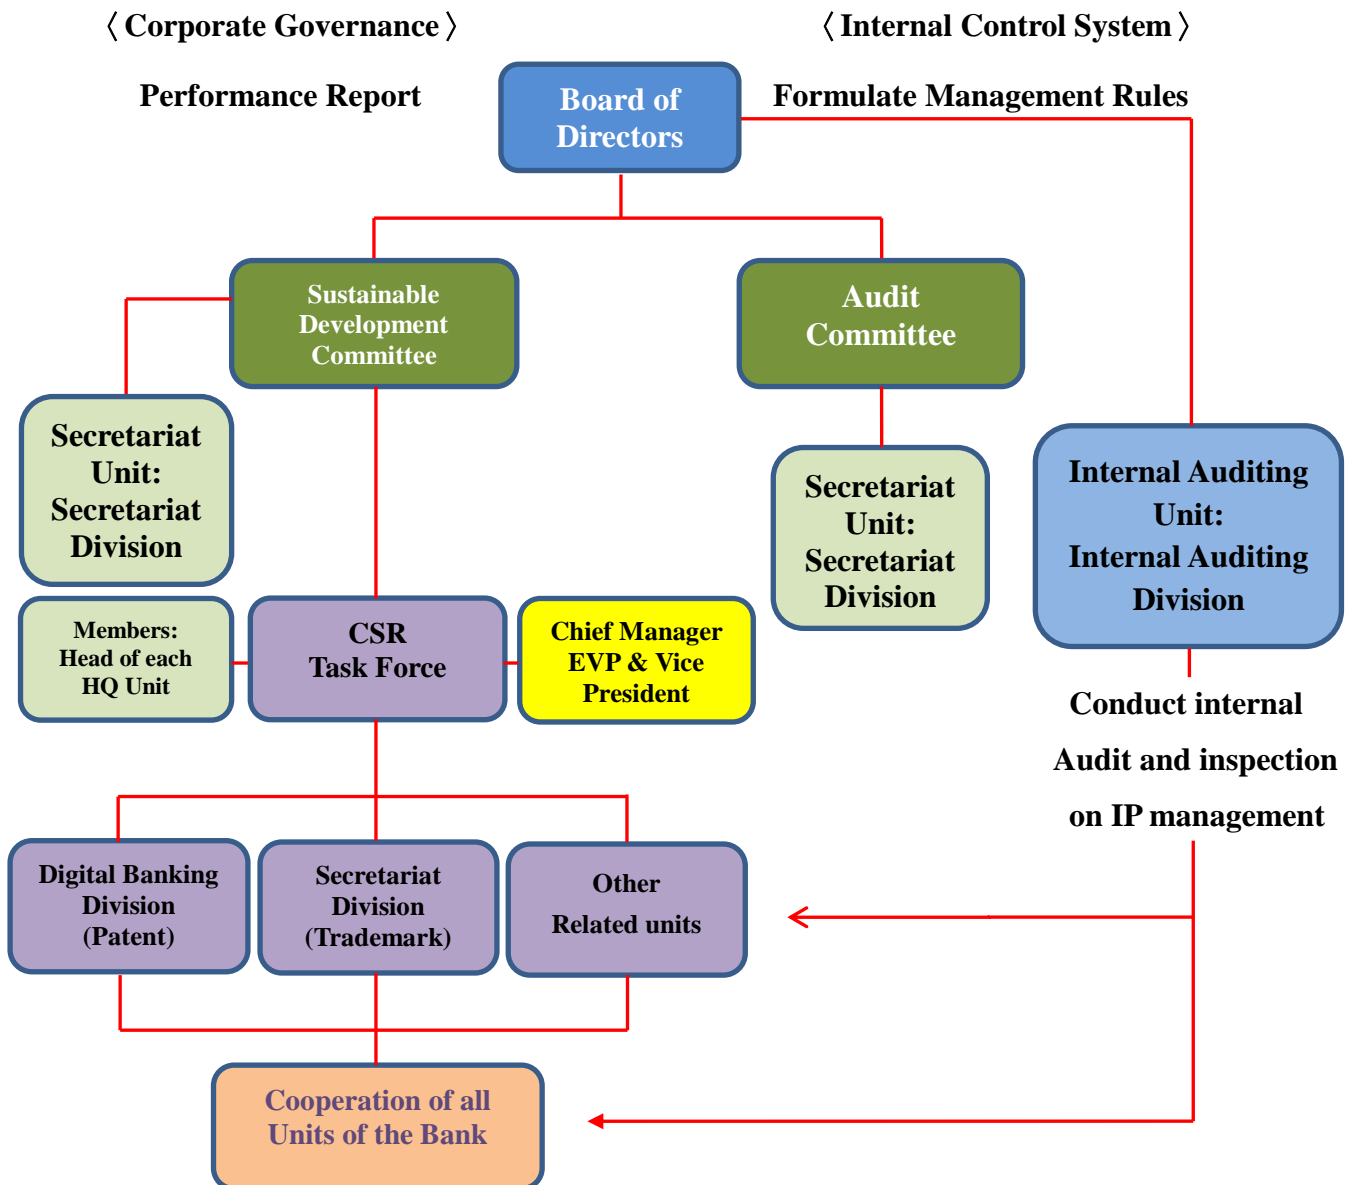 〈 Corporate Governance 〉
〈 Internal Control System 〉
Performance Report
Board of
Directors
Formulate Management Rules
Sustainable
Development
Committee
Audit
Committee
Secretariat
Unit:
Secretariat
Division
Secretariat
Unit:
Secretariat
Division
Internal Auditing
Unit:
Internal Auditing
Division
Members:
Head of each
HQ Unit
CSR
Task Force
Chief Manager
EVP & Vice
President
Conduct internal
Audit and inspection
on IP management
Digital Banking
Division
(Patent)
Secretariat
Division
(Trademark)
Other
Related units
Cooperation of all
Units of the Bank